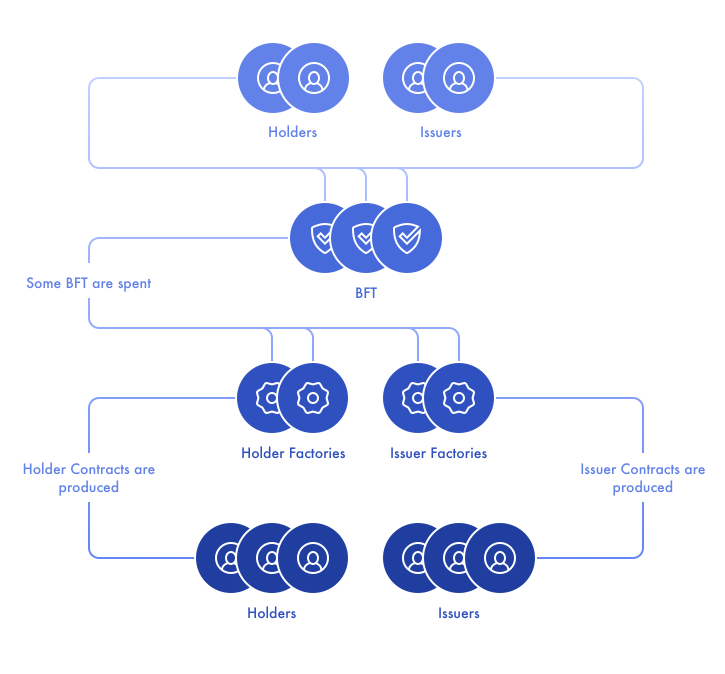 Holders
Issuers
BFT
Some BFT are spent
Holder Factories
Issuer Factories
Holder Contracts are
produced
Issuer Contracts are
produced
Holders
Issuers